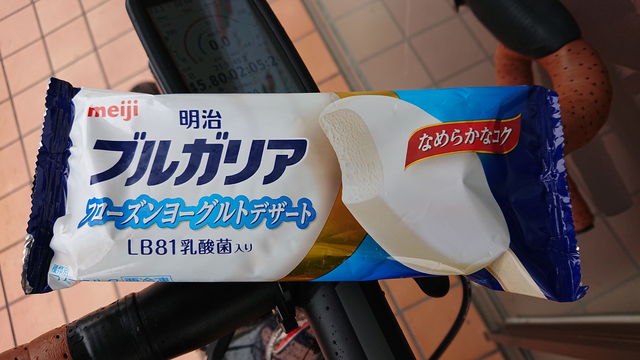 meiji
明治
ブルガリア
フローズンヨーグルトデザート
LB81乳酸菌入り
なめらかなコク
0.0